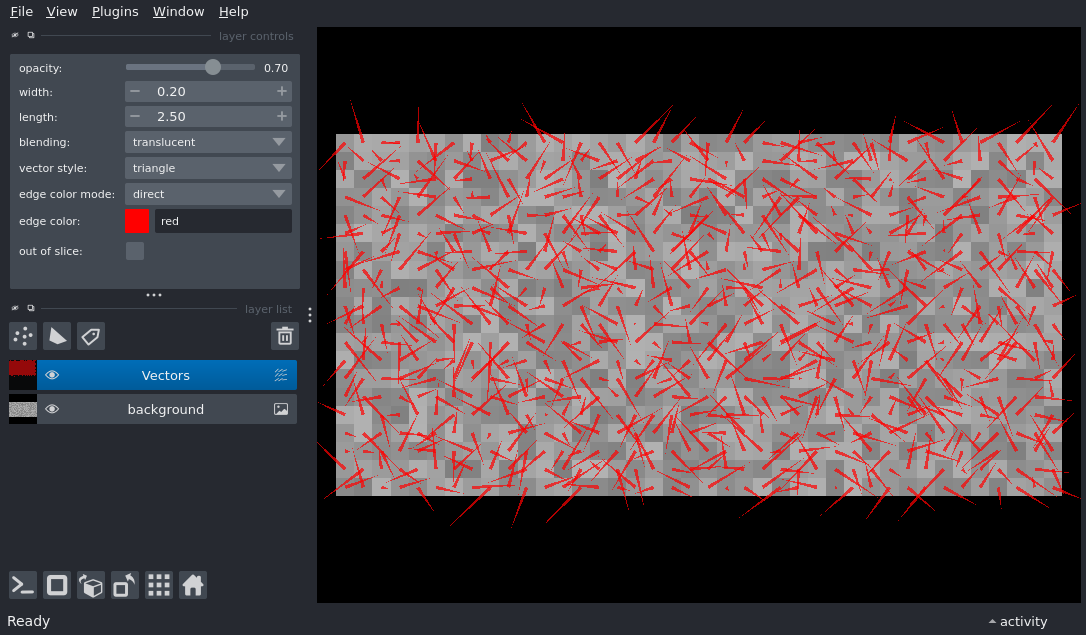 File View Plugins Window Help
layer controls
opacity: 0.70
width: 0.20
length: 2.50
blending: translucent
vector style: triangle
edge color mode: direct
edge color: red
out of slice:
layer list
Vectors
background
Ready
activity